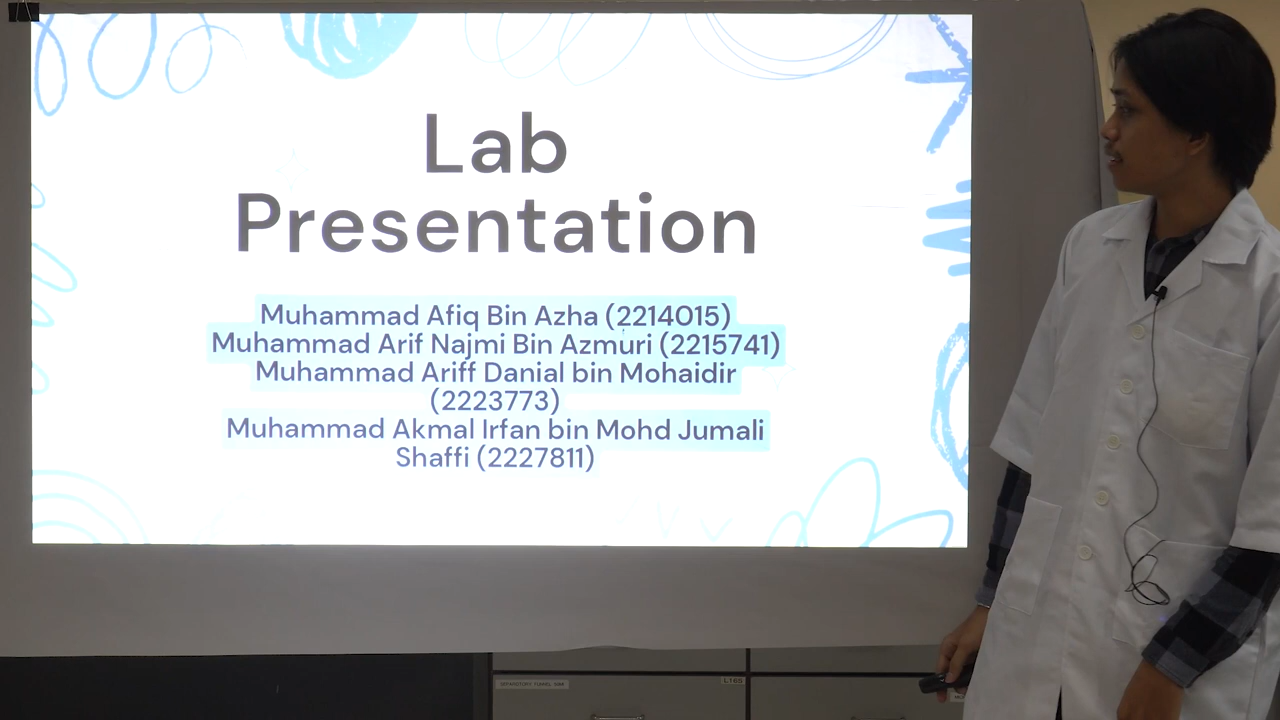 Lab
Presentation
Muhammad Afiq Bin Azha (2214015)
Muhammad Arif Najmi Bin Azmuri (2215741)
Muhammad Ariff Danial bin Mohaidir
(2223773)
Muhammad Akmal Irfan bin Mohd Jumali
Shaffi (2227811)
L165